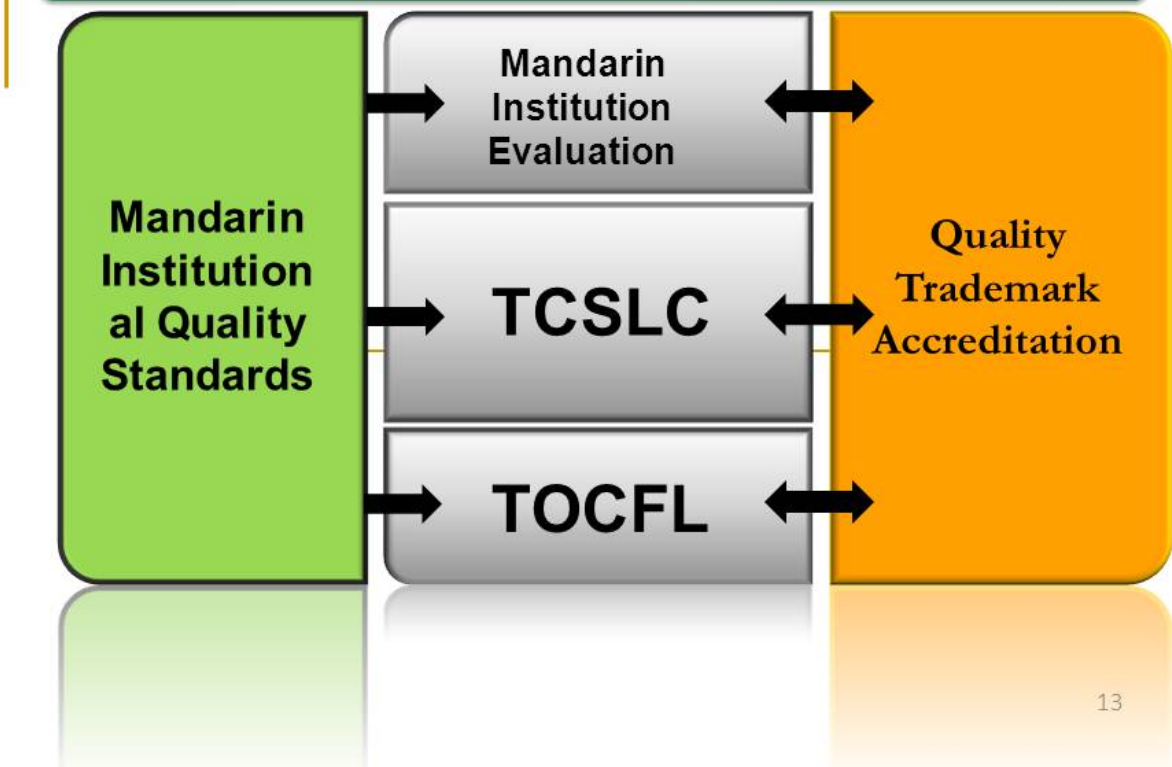 Mandarin
Institution
al Quality
Standards
Mandarin
Institution
Evaluation
TCSLC
TOCFL
Quality
Trademark
Accreditation
13